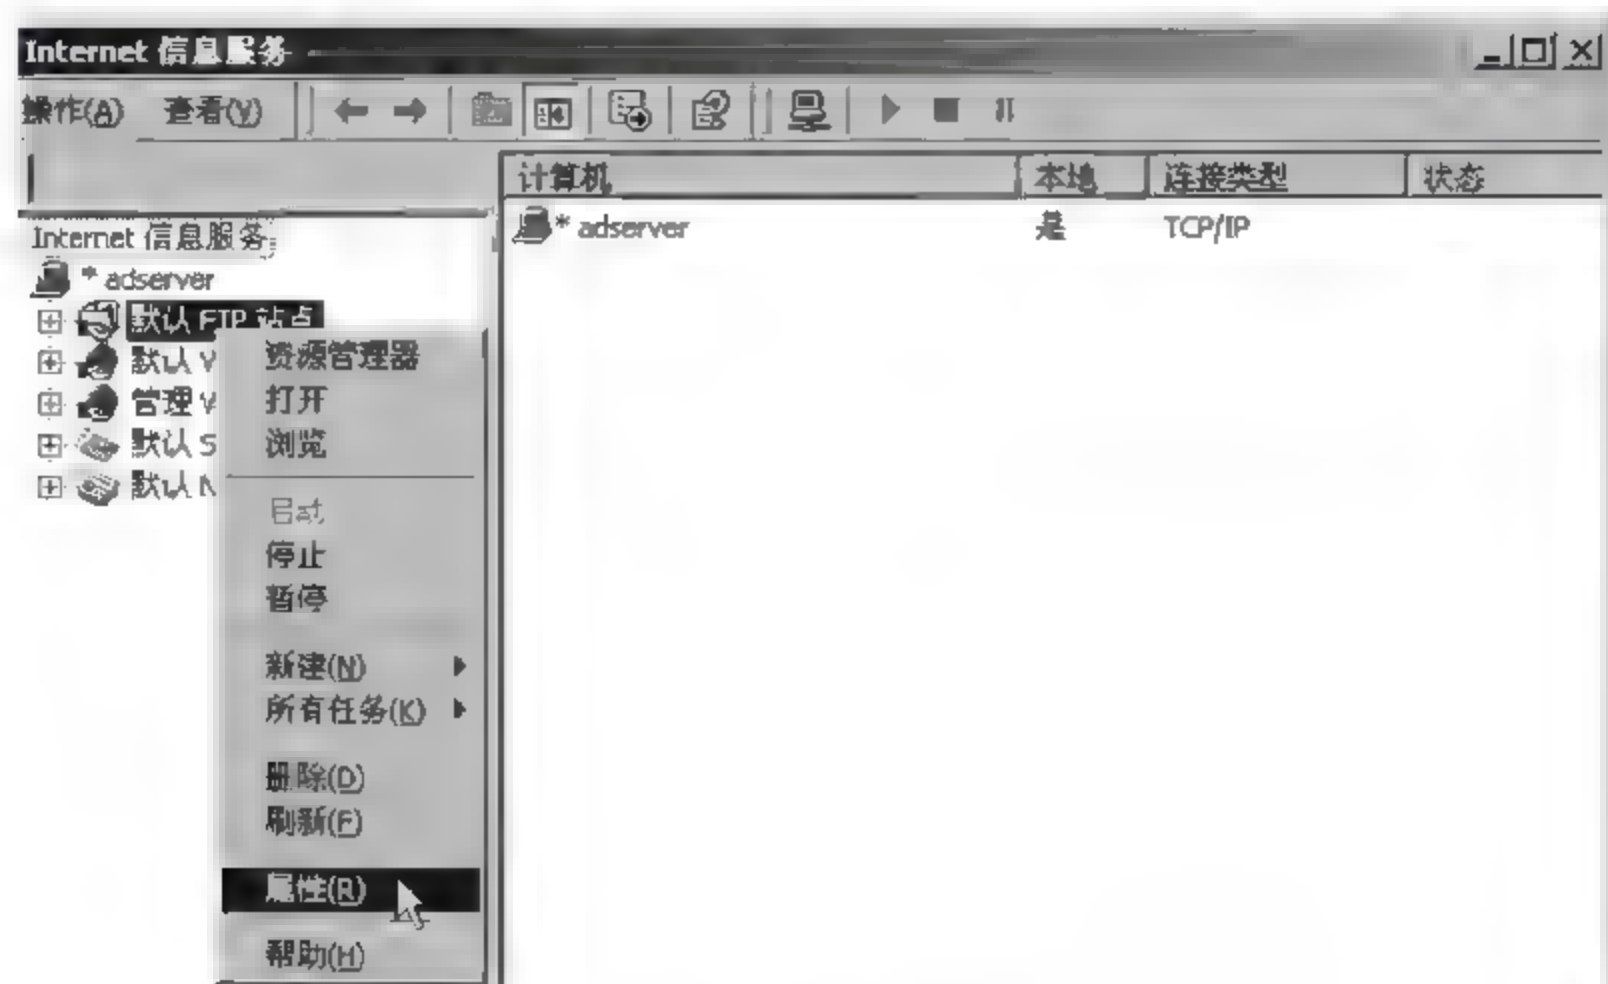 Internet 信息服务
操作(A) 查看(V)
计算机 本地 连接类型 状态
* adserver 是 TCP/IP
Internet 信息服务
* adserver
默认 FTP 站点
默认 V
管理 V
默认 S
默认 N
资源管理器
打开
浏览
启动
停止
暂停
新建(N)
所有任务(K)
删除(D)
刷新(F)
属性(R)
帮助(H)